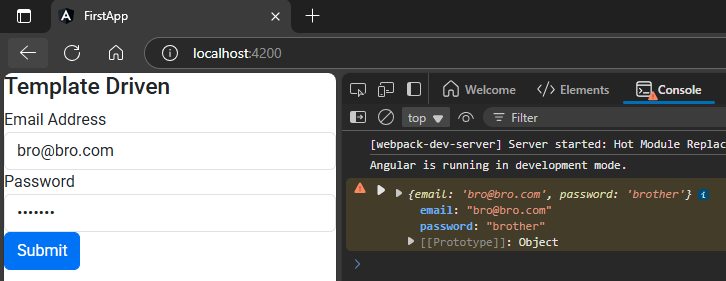 FirstApp
localhost:4200
Template Driven
Email Address
bro@bro.com
Password
•••••••
Submit
Welcome
Elements
Console
top
Filter
[webpack-dev-server] Server started: Hot Module Replac
Angular is running in development mode.
{email: 'bro@bro.com', password: 'brother'}
email: "bro@bro.com"
password: "brother"
[[Prototype]]: Object